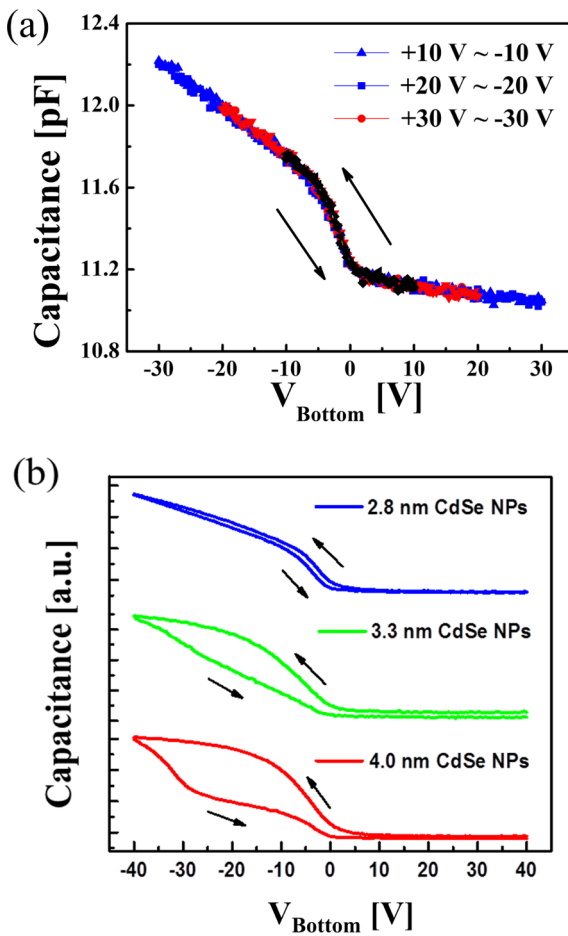 (a)
12.4
12.0
11.6
11.2
10.8
Capacitance [pF]
+10 V ~ -10 V
+20 V ~ -20 V
+30 V ~ -30 V
-30 -20 -10 0 10 20 30
V_Bottom [V]
(b)
Capacitance [a.u.]
2.8 nm CdSe NPs
3.3 nm CdSe NPs
4.0 nm CdSe NPs
-40 -30 -20 -10 0 10 20 30 40
V_Bottom [V]